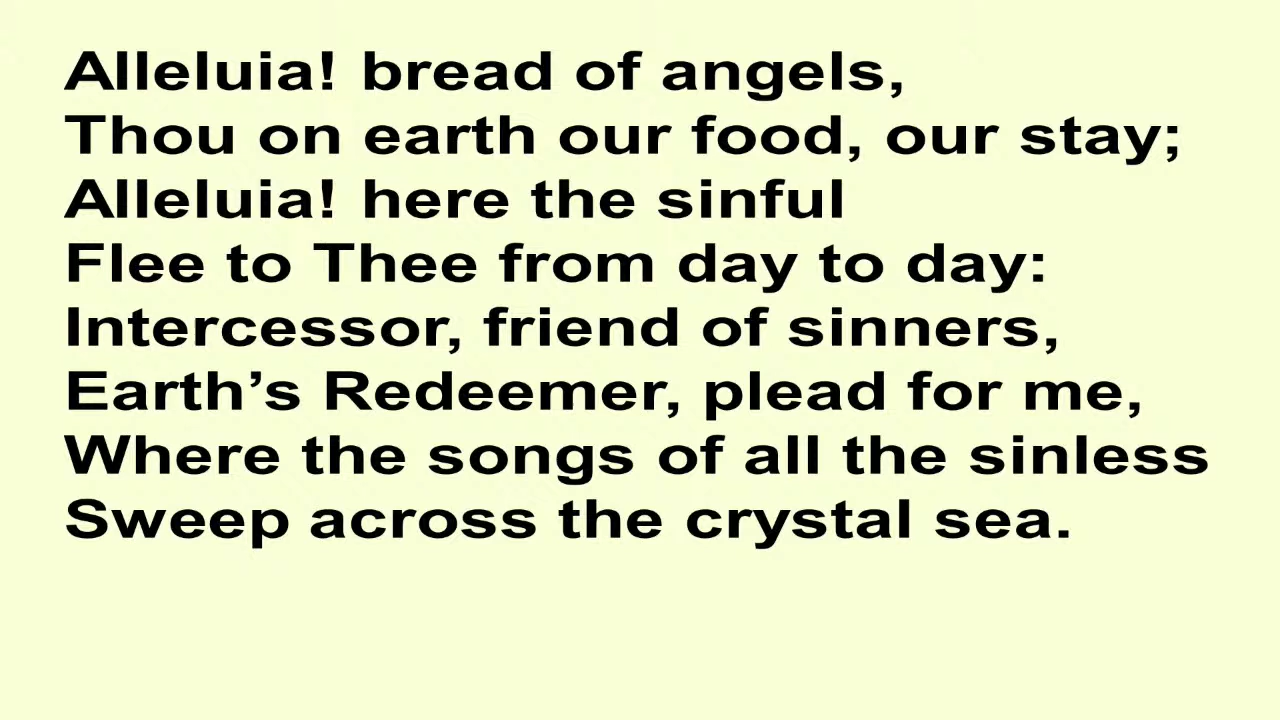 Alleluia! bread of angels,
Thou on earth our food, our stay;
Alleluia! here the sinful
Flee to Thee from day to day:
Intercessor, friend of sinners,
Earth’s Redeemer, plead for me,
Where the songs of all the sinless
Sweep across the crystal sea.